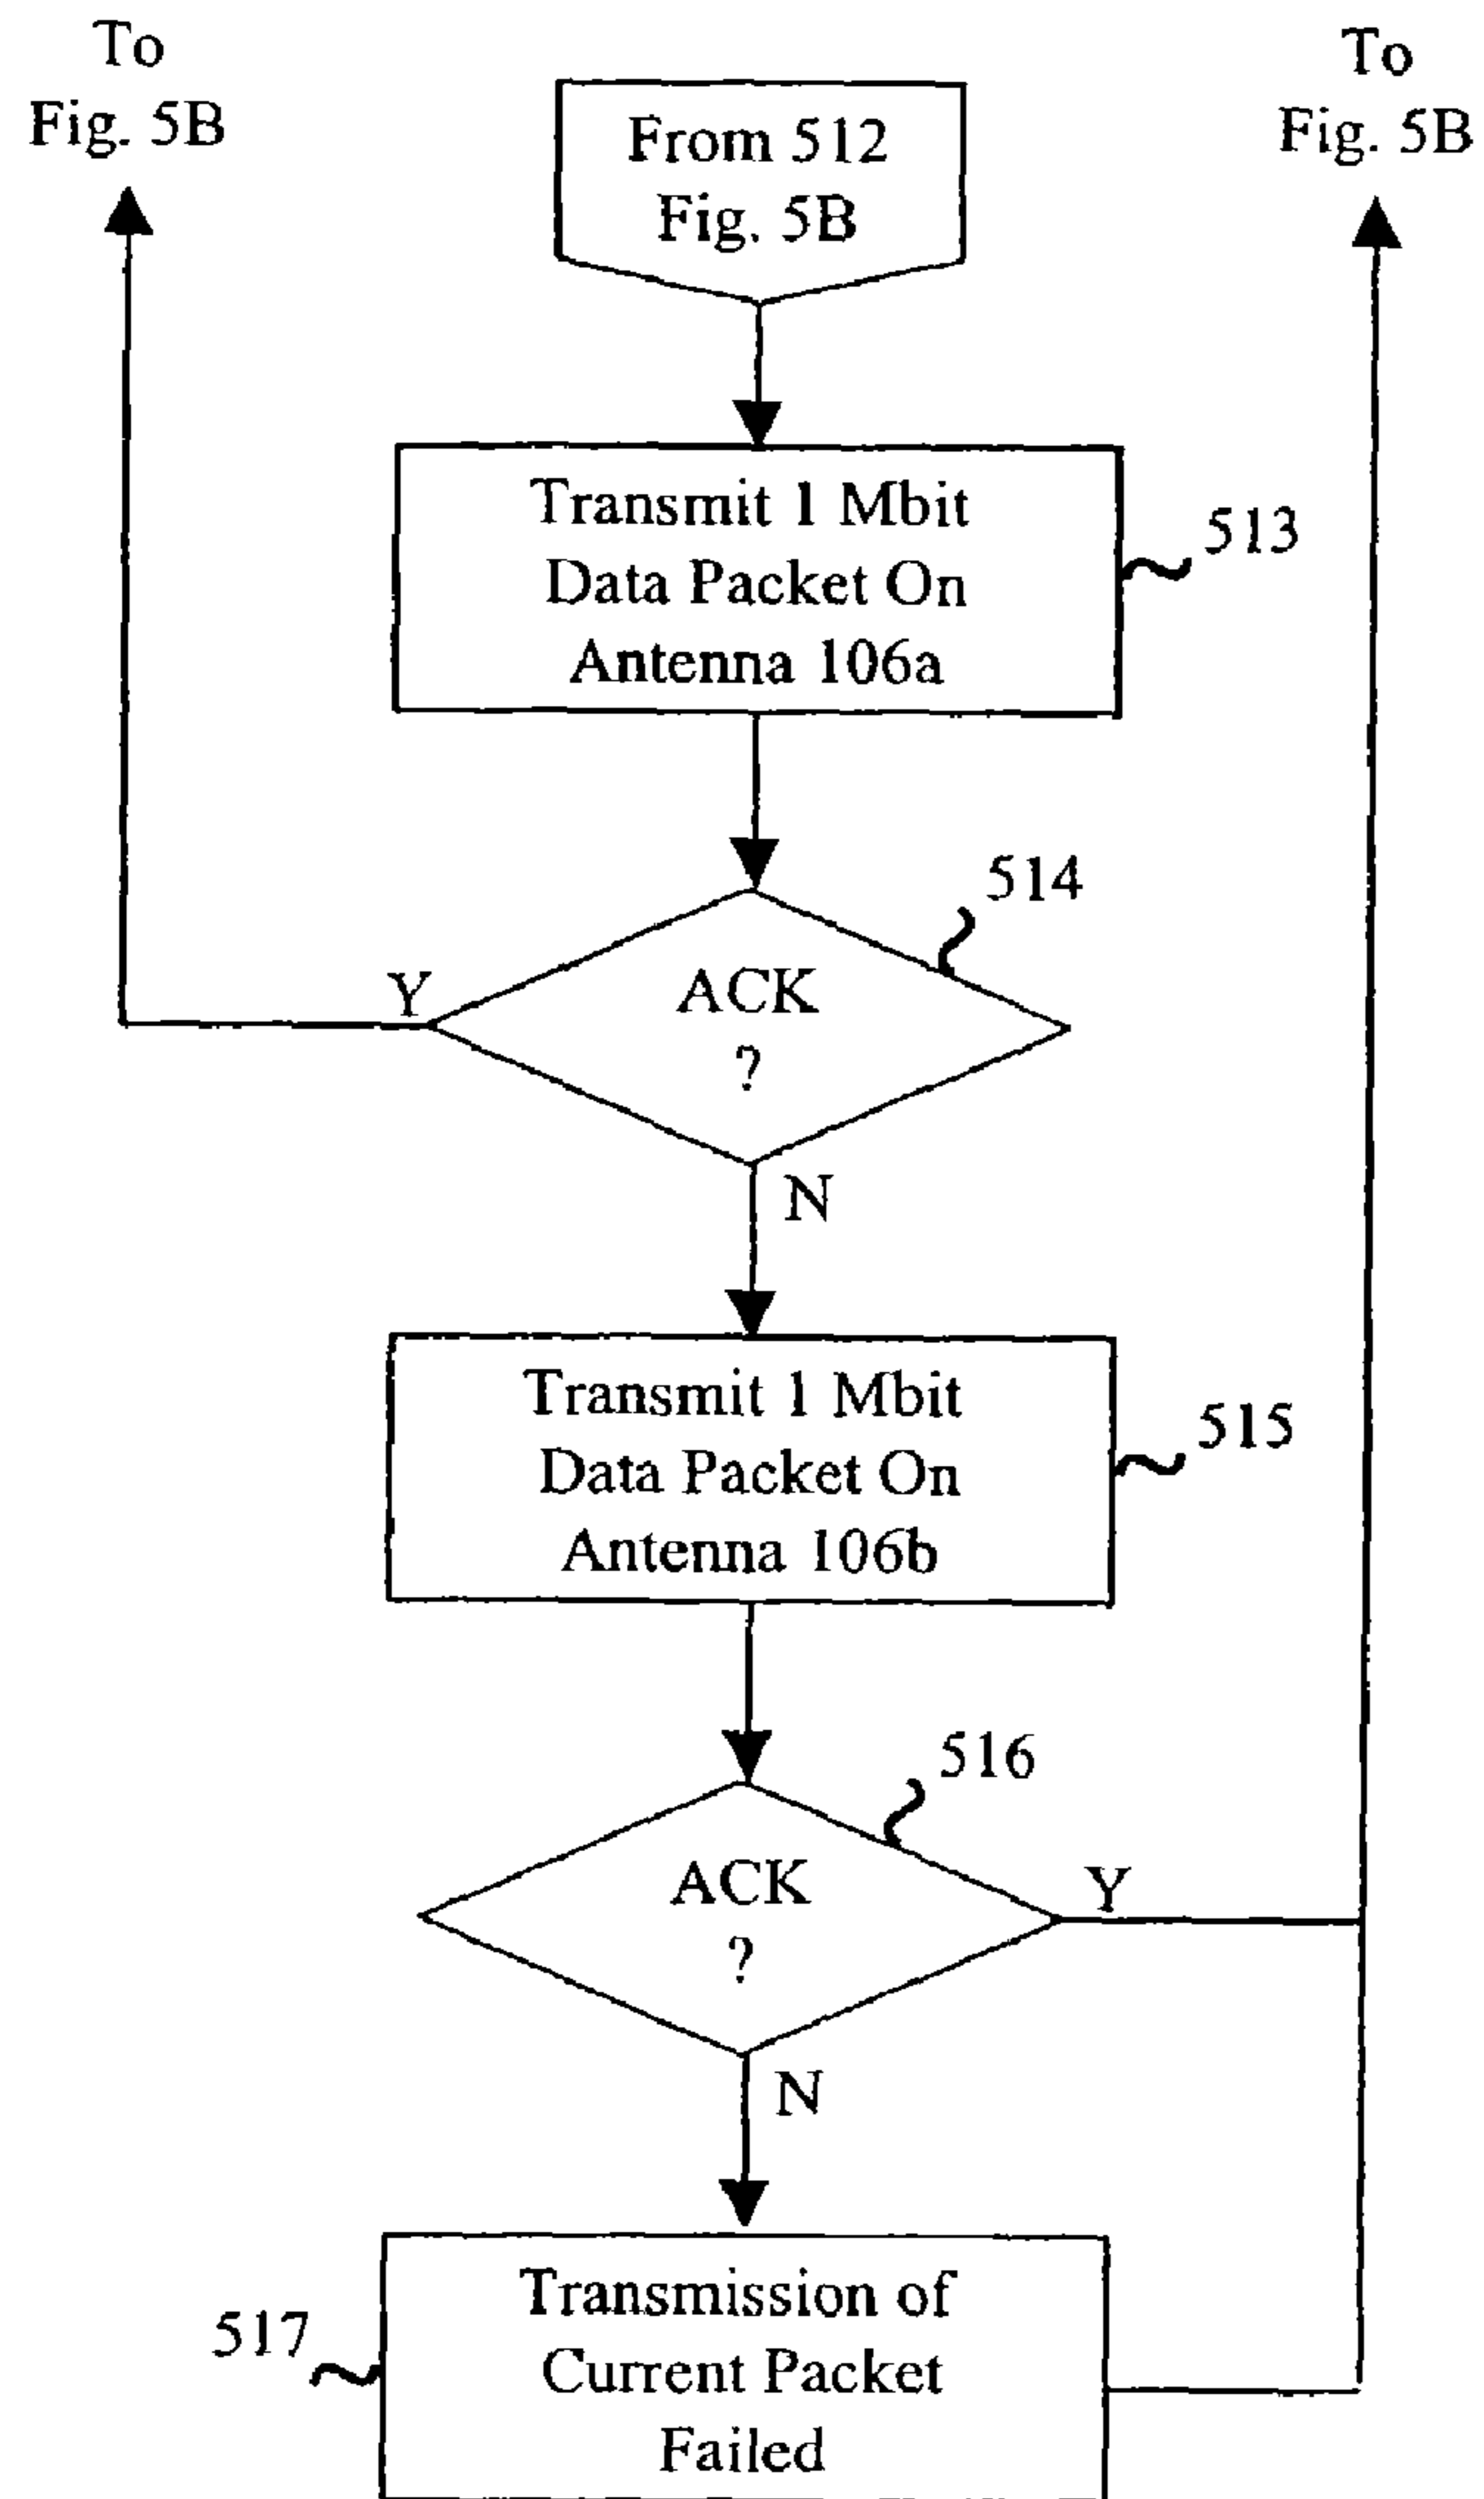 To
Fig. 5B
To
Fig. 5B
From 512
Fig. 5B
Transmit 1 Mbit
Data Packet On
Antenna 106a
513
514
Y
ACK
?
N
Transmit 1 Mbit
Data Packet On
Antenna 106b
515
516
ACK
?
Y
N
517
Transmission of
Current Packet
Failed